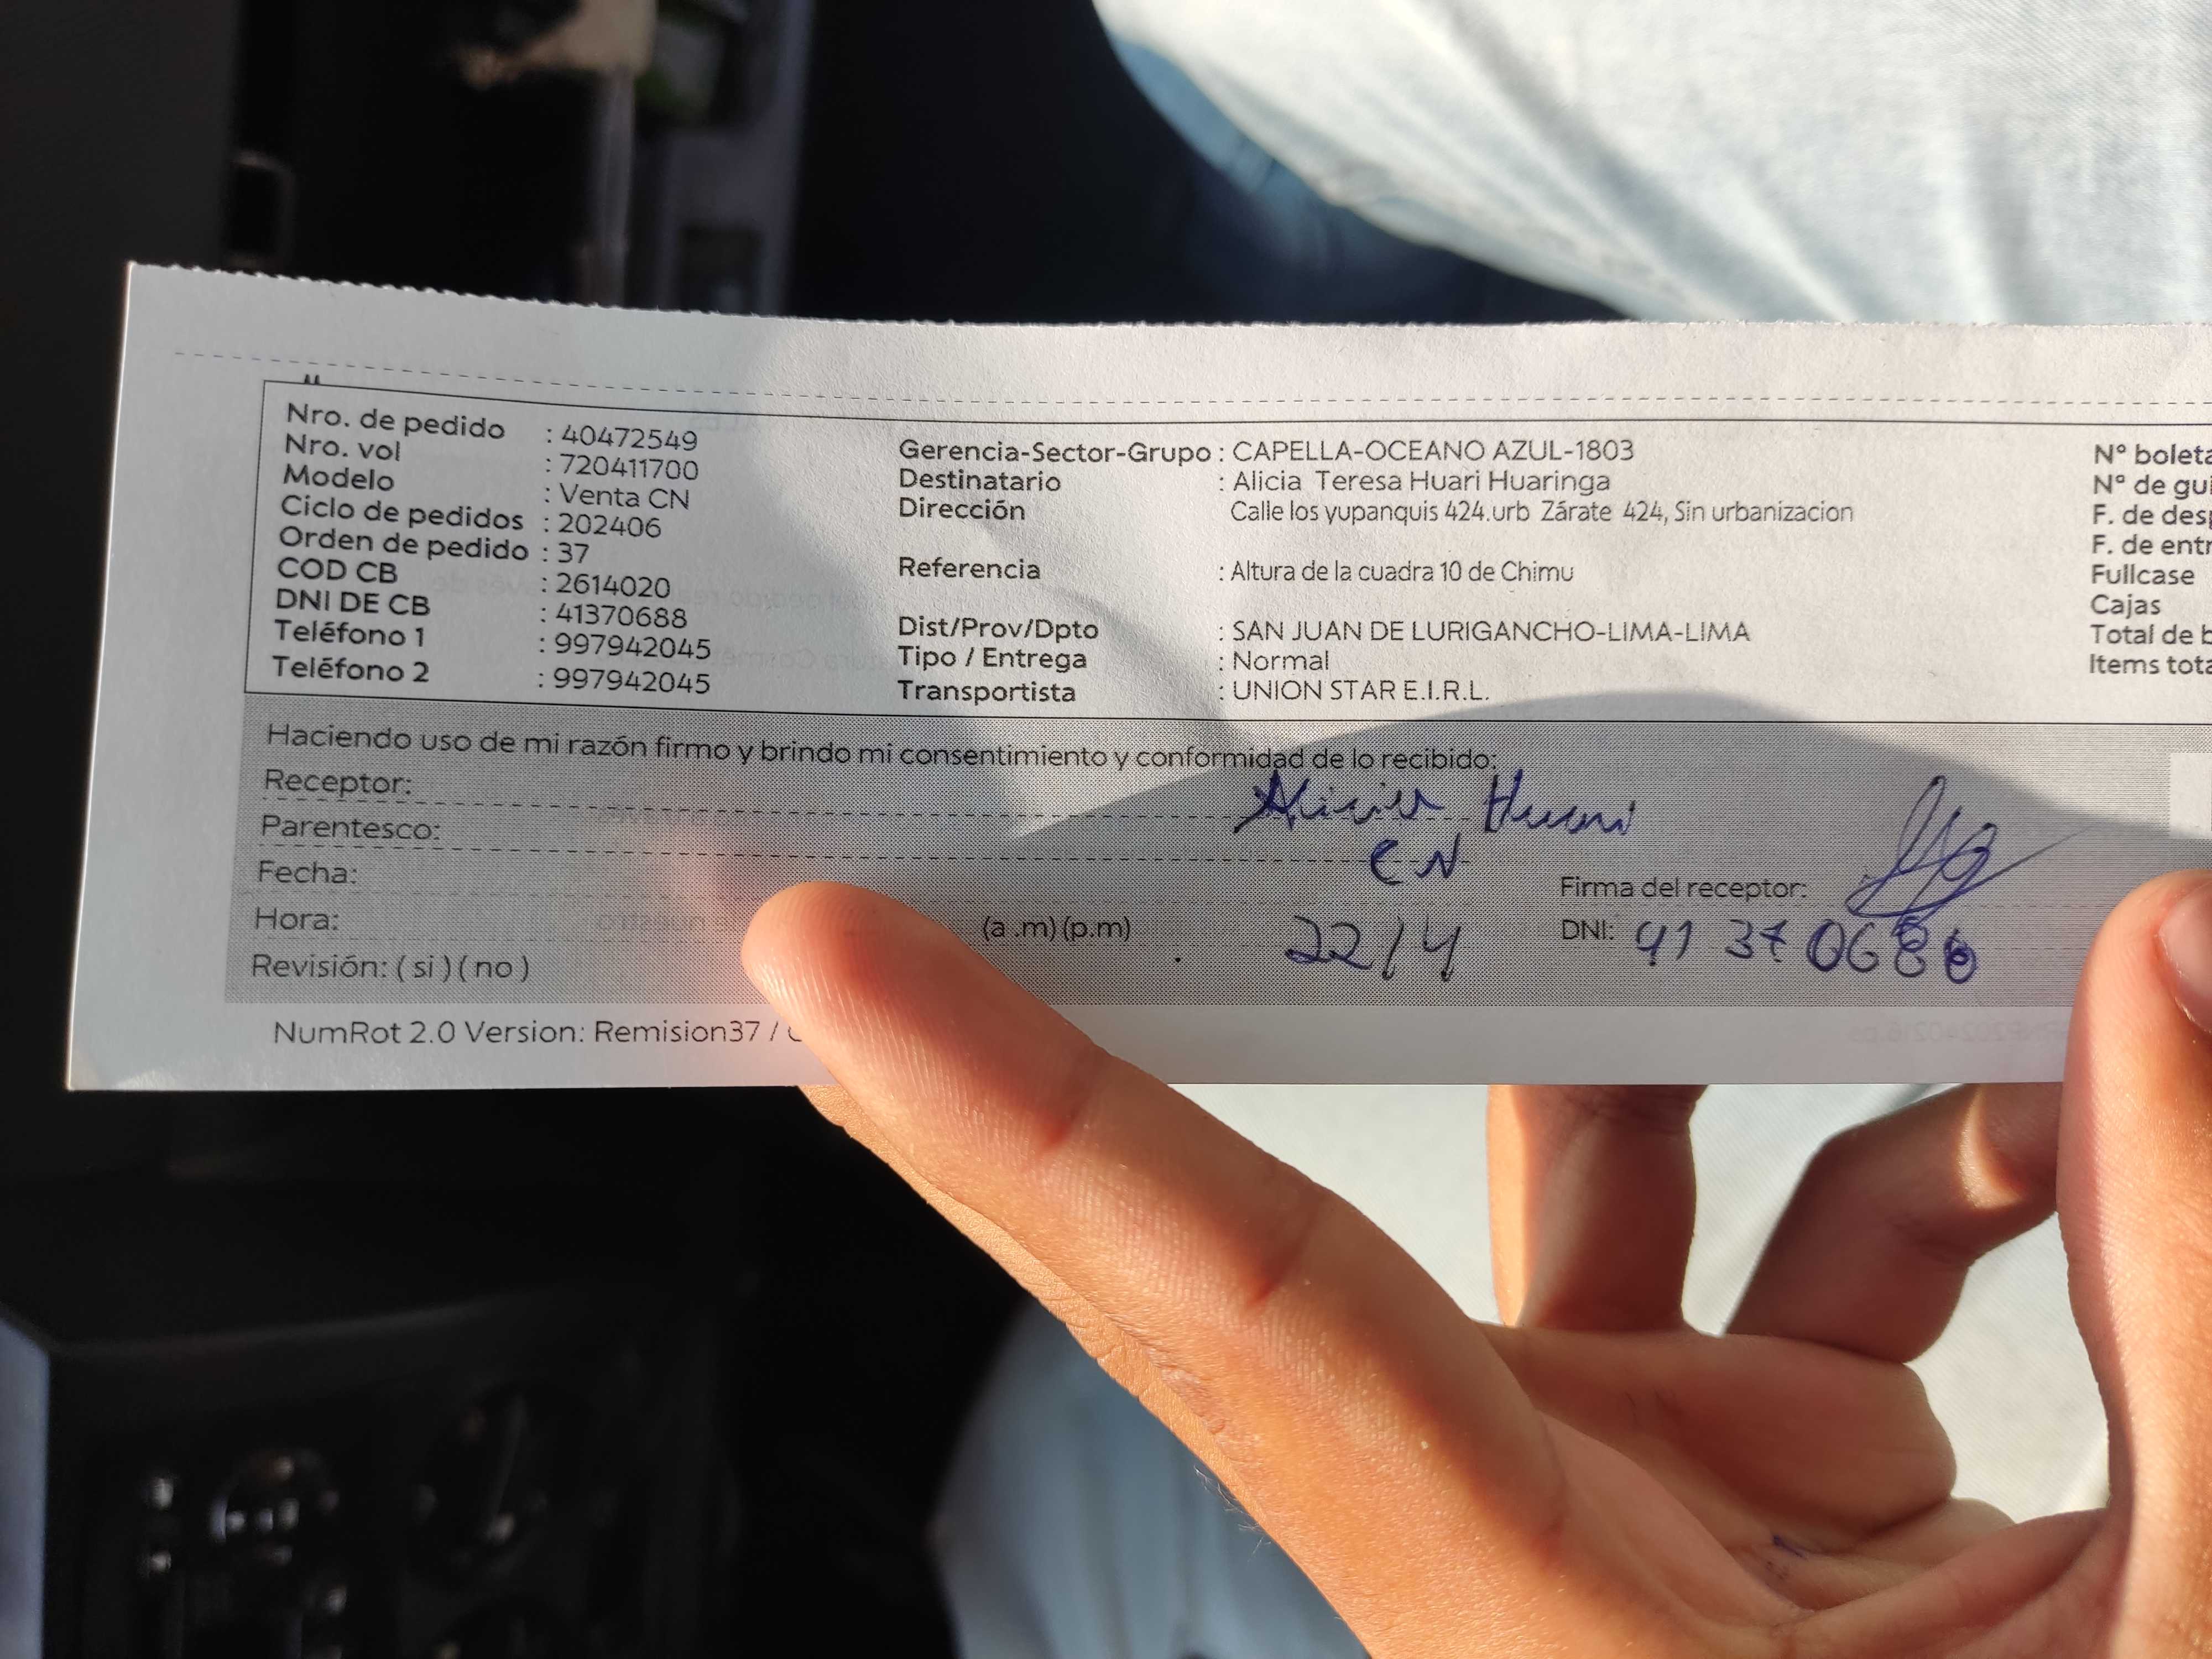 Nro. de pedido : 40472549
Nro. vol : 720411700
Modelo : Venta CN
Ciclo de pedidos : 202406
Orden de pedido : 37
COD CB : 2614020
DNI DE CB : 41370688
Teléfono 1 : 997942045
Teléfono 2 : 997942045
Gerencia-Sector-Grupo : CAPELLA-OCEANO AZUL-1803
Destinatario : Alicia Teresa Huari Huaringa
Dirección Calle los yupanquis 424.urb Zárate 424, Sin urbanizacion
Referencia : Altura de la cuadra 10 de Chimu
Dist/Prov/Dpto : SAN JUAN DE LURIGANCHO-LIMA-LIMA
Tipo / Entrega : Normal
Transportista : UNION STAR E.I.R.L.
N° boleta
N° de gui
F. de des
F. de entr
Fullcase
Cajas
Total de b
Items tota
Haciendo uso de mi razón firmo y brindo mi consentimiento y conformidad de lo recibido:
Receptor: Alicia Huari
Parentesco: CN
Fecha: 22/4
Hora: (a .m) (p.m)
Revisión: ( si ) ( no )
Firma del receptor:
DNI: 41370688
NumRot 2.0 Version: Remision37 /